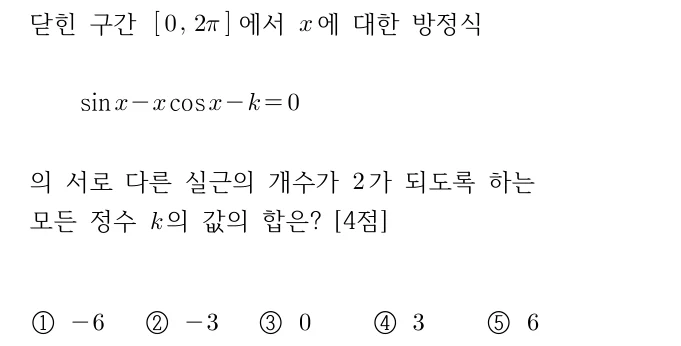 닫힌 구간 [0, 2π]에서 x에 대한 방정식
sinx−xcosx−k=0
의 서로 다른 실근의 개수가 2가 되도록 하는
모든 정수 k의 값의 합은? [4점]
① −6 ② −3 ③ 0 ④ 3 ⑤ 6